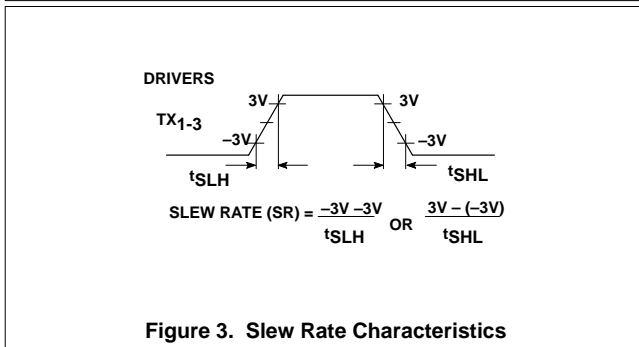 DRIVERS
3V
3V
TX1-3
–3V
–3V
tSLH
tSHL
SLEW RATE (SR) = –3V –3V / tSLH OR 3V – (–3V) / tSHL
Figure 3. Slew Rate Characteristics